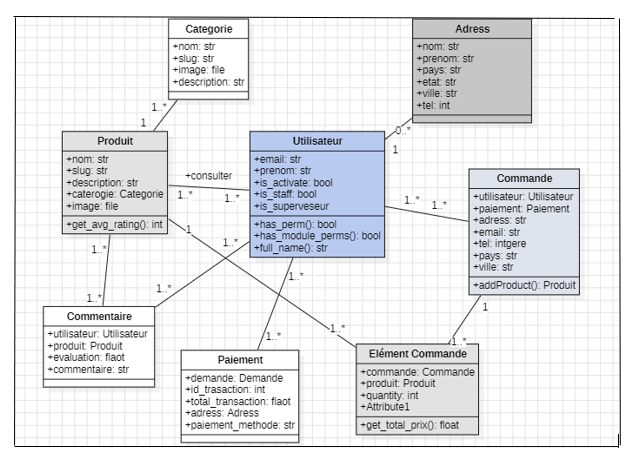 Categorie
+nom: str
+slug: str
+image: file
+description: str
Adress
+nom: str
+prenom: str
+pays: str
+etat: str
+ville: str
+tel: int
1..*
1
0..*
1
Produit
+nom: str
+slug: str
+description: str
+caterogie: Categorie
+image: file
+get_avg_rating(): int
+consulter
1..*
1..*
Utilisateur
+email: str
+prenom: str
+is_activate: bool
+is_staff: bool
+is_superveseur
+has_perm(): bool
+has_module_perms(): bool
+full_name(): str
1..*
1..*
Commande
+utilisateur: Utilisateur
+paiement: Paiement
+adress: str
+email: str
+tel: intgere
+pays: str
+ville: str
+addProduct(): Produit
1
1..*
1..*
1..*
1..*
1..*
1
1..*
1..*
1..*
Commentaire
+utilisateur: Utilisateur
+produit: Produit
+evaluation: flaot
+commentaire: str
Paiement
+demande: Demande
+id_trasaction: int
+total_transaction: flaot
+adress: Adress
+paiement_methode: str
Elément Commande
+commande: Commande
+produit: Produit
+quantity: int
+Attribute1
+get_total_prix(): float